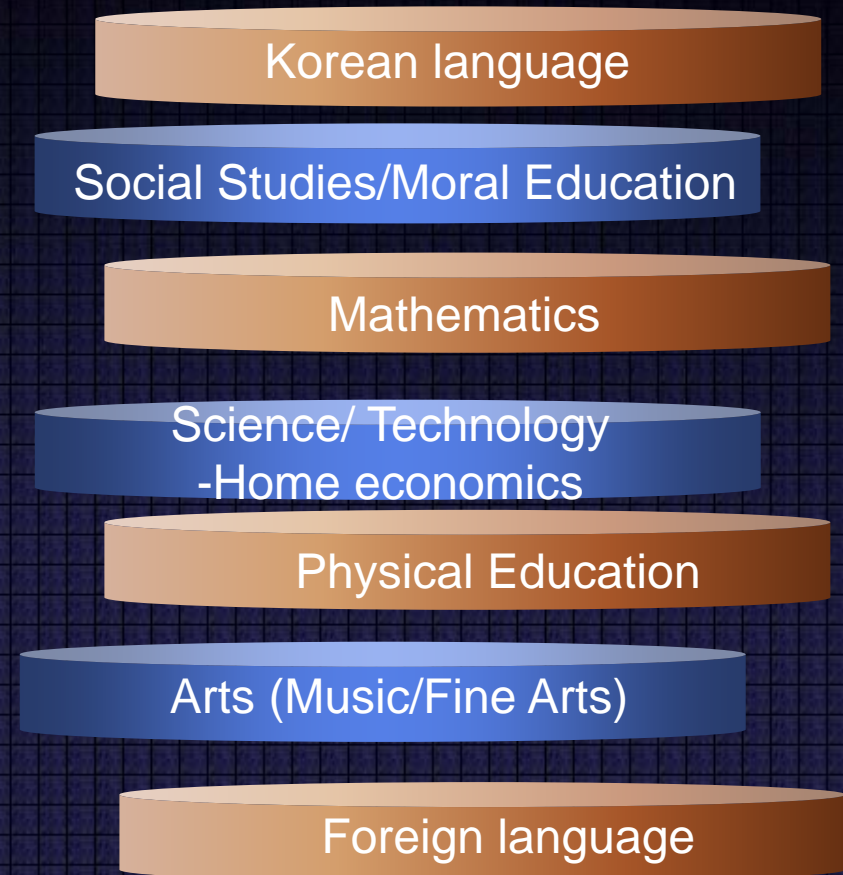 Korean language
Social Studies/Moral Education
Mathematics
Science/ Technology
-Home economics
Physical Education
Arts (Music/Fine Arts)
Foreign language